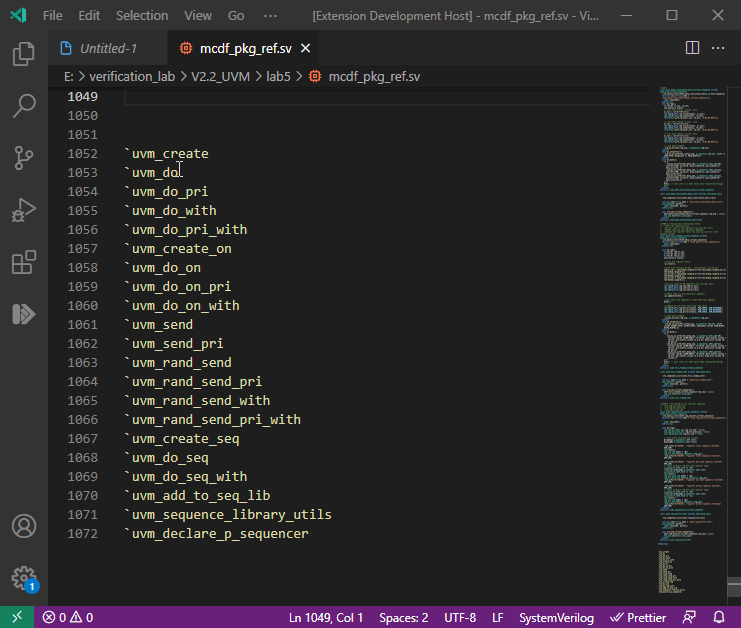 File Edit Selection View Go ··· [Extension Development Host] - mcdf_pkg_ref.sv - Vi...
Untitled-1 mcdf_pkg_ref.sv
E: > verification_lab > V2.2_UVM > lab5 > mcdf_pkg_ref.sv
1049
1050
1051
1052 `uvm_create
1053 `uvm_do
1054 `uvm_do_pri
1055 `uvm_do_with
1056 `uvm_do_pri_with
1057 `uvm_create_on
1058 `uvm_do_on
1059 `uvm_do_on_pri
1060 `uvm_do_on_with
1061 `uvm_send
1062 `uvm_send_pri
1063 `uvm_rand_send
1064 `uvm_rand_send_pri
1065 `uvm_rand_send_with
1066 `uvm_rand_send_pri_with
1067 `uvm_create_seq
1068 `uvm_do_seq
1069 `uvm_do_seq_with
1070 `uvm_add_to_seq_lib
1071 `uvm_sequence_library_utils
1072 `uvm_declare_p_sequencer
1
0 0 Ln 1049, Col 1 Spaces: 2 UTF-8 LF SystemVerilog Prettier